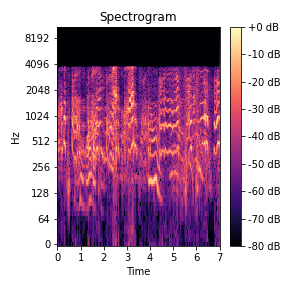 Spectrogram
8192
4096
2048
1024
512
256
128
64
0
Hz
0 1 2 3 4 5 6 7
Time
+0 dB
-10 dB
-20 dB
-30 dB
-40 dB
-50 dB
-60 dB
-70 dB
-80 dB